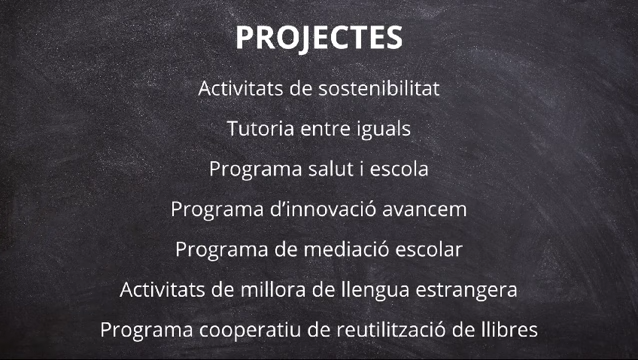 PROJECTES
Activitats de sostenibilitat
Tutoria entre iguals
Programa salut i escola
Programa d'innovació avancem
Programa de mediació escolar
Activitats de millora de llengua estrangera
Programa cooperatiu de reutilització de llibres